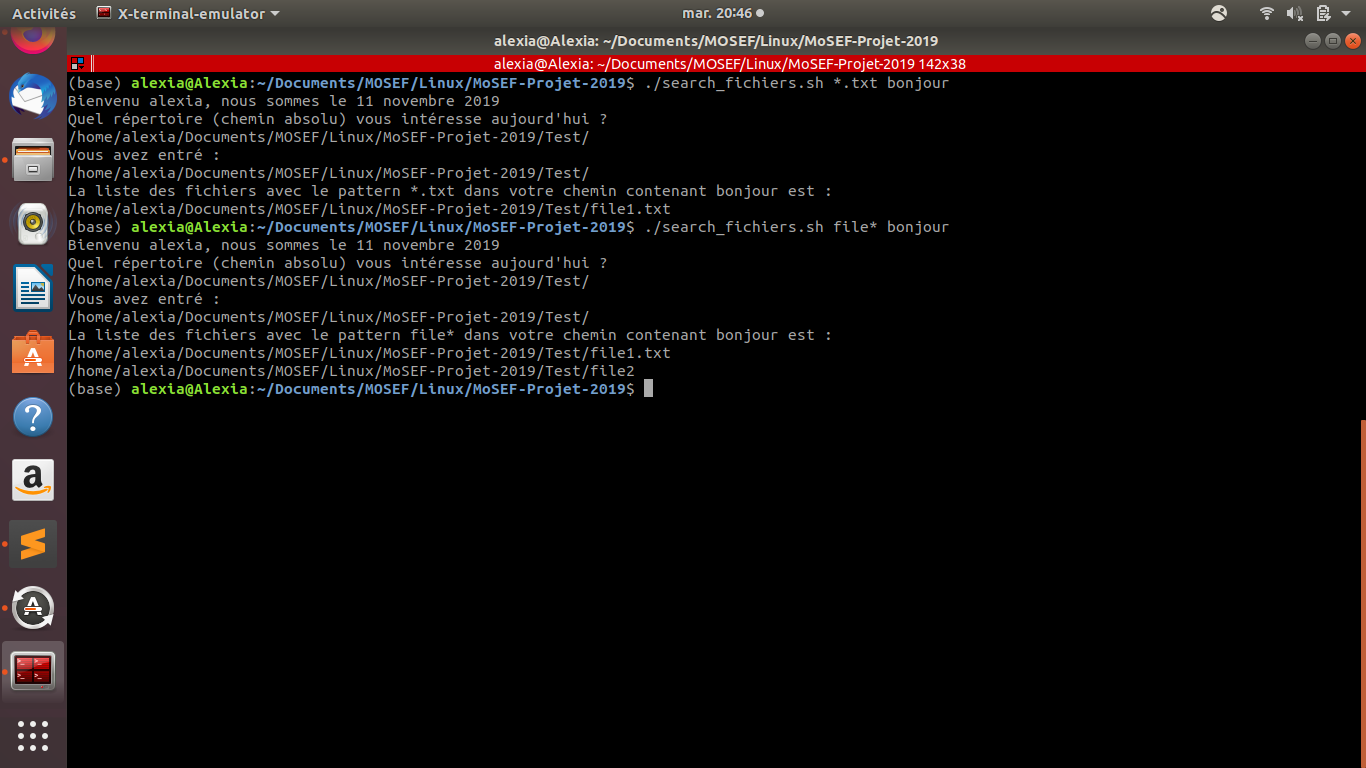 Activités X-terminal-emulator mar. 20:46
alexia@Alexia: ~/Documents/MOSEF/Linux/MoSEF-Projet-2019
alexia@Alexia: ~/Documents/MOSEF/Linux/MoSEF-Projet-2019 142x38
(base) alexia@Alexia:~/Documents/MOSEF/Linux/MoSEF-Projet-2019$ ./search_fichiers.sh *.txt bonjour
Bienvenu alexia, nous sommes le 11 novembre 2019
Quel répertoire (chemin absolu) vous intéresse aujourd'hui ?
/home/alexia/Documents/MOSEF/Linux/MoSEF-Projet-2019/Test/
Vous avez entré :
/home/alexia/Documents/MOSEF/Linux/MoSEF-Projet-2019/Test/
La liste des fichiers avec le pattern *.txt dans votre chemin contenant bonjour est :
/home/alexia/Documents/MOSEF/Linux/MoSEF-Projet-2019/Test/file1.txt
(base) alexia@Alexia:~/Documents/MOSEF/Linux/MoSEF-Projet-2019$ ./search_fichiers.sh file* bonjour
Bienvenu alexia, nous sommes le 11 novembre 2019
Quel répertoire (chemin absolu) vous intéresse aujourd'hui ?
/home/alexia/Documents/MOSEF/Linux/MoSEF-Projet-2019/Test/
Vous avez entré :
/home/alexia/Documents/MOSEF/Linux/MoSEF-Projet-2019/Test/
La liste des fichiers avec le pattern file* dans votre chemin contenant bonjour est :
/home/alexia/Documents/MOSEF/Linux/MoSEF-Projet-2019/Test/file1.txt
/home/alexia/Documents/MOSEF/Linux/MoSEF-Projet-2019/Test/file2
(base) alexia@Alexia:~/Documents/MOSEF/Linux/MoSEF-Projet-2019$